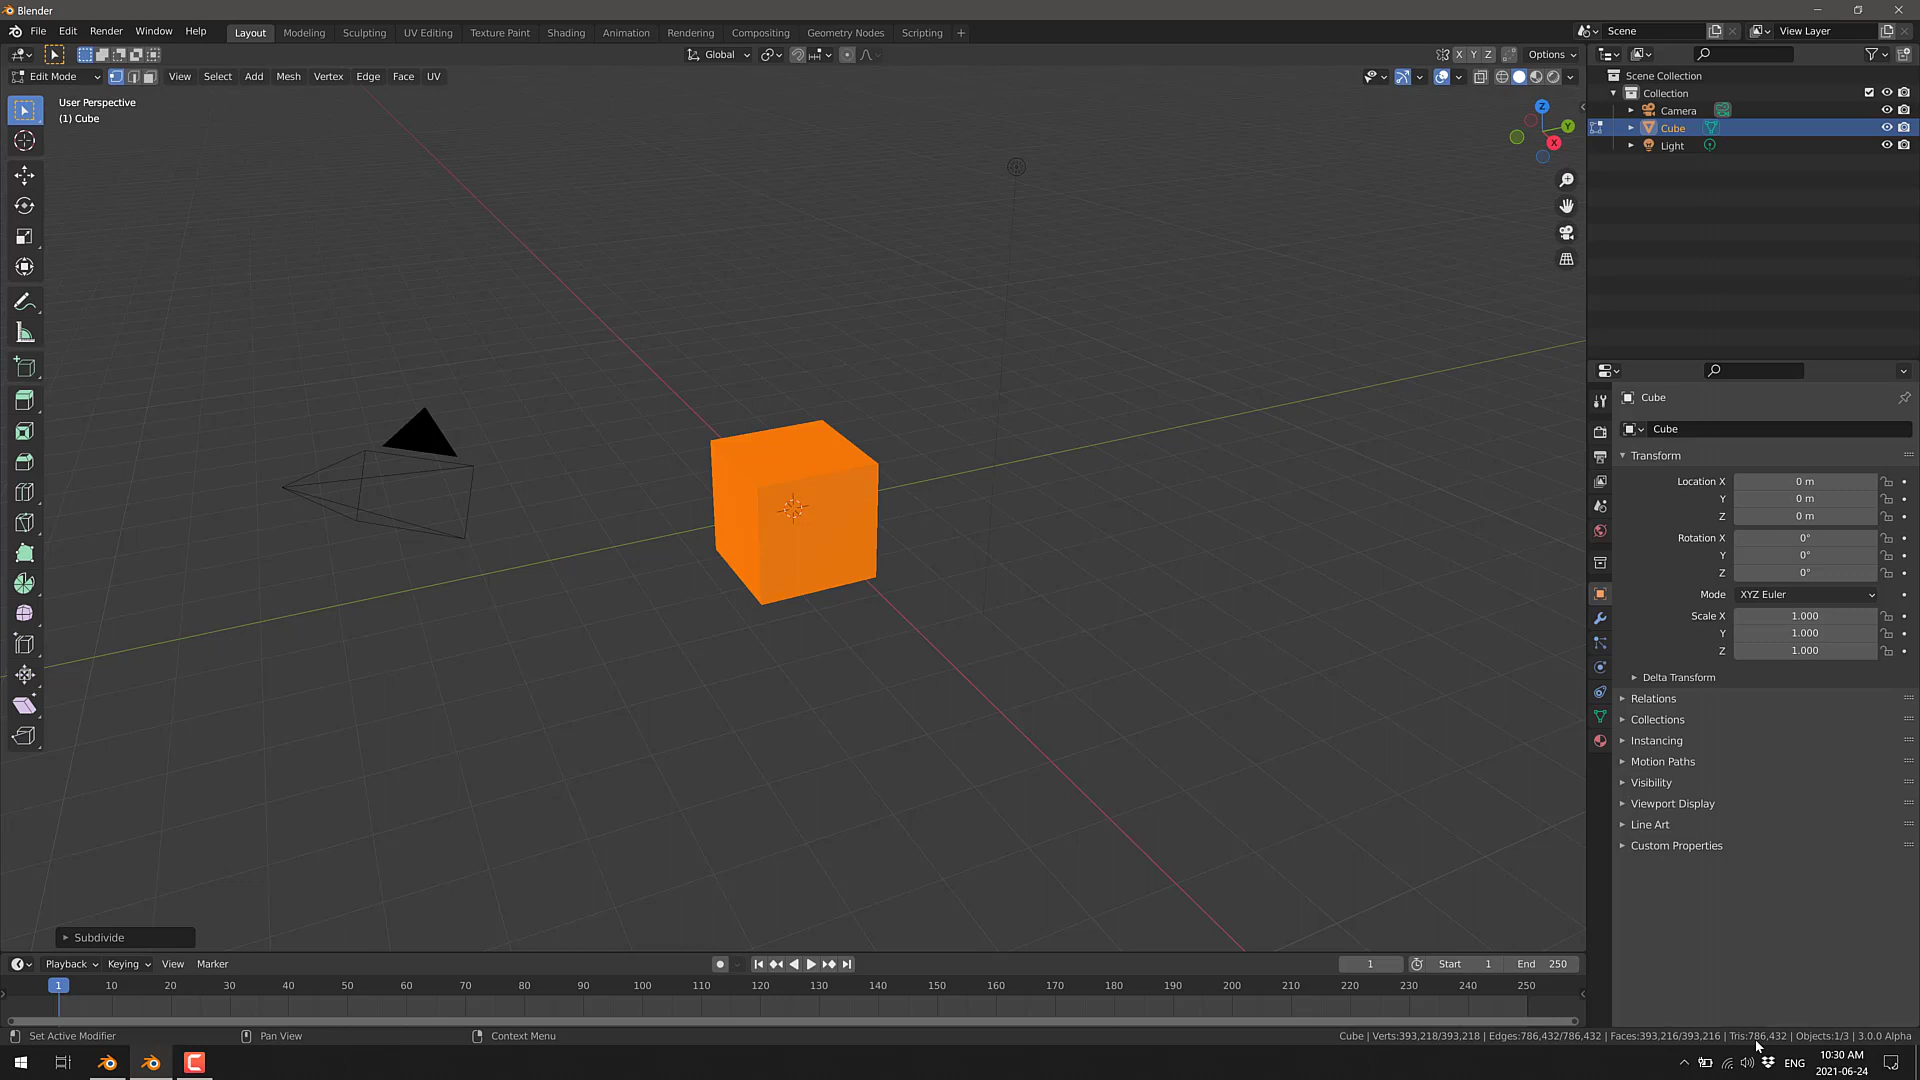 Blender
File Edit Render Window Help Layout Modeling Sculpting UV Editing Texture Paint Shading Animation Rendering Compositing Geometry Nodes Scripting + Scene View Layer
Global X Y Z Options
Edit Mode View Select Add Mesh Vertex Edge Face UV
User Perspective
(1) Cube
Z
Y
X
Scene Collection
Collection
Camera
Cube
Light
Cube
Cube
Transform
Location X 0 m
Y 0 m
Z 0 m
Rotation X 0°
Y 0°
Z 0°
Mode XYZ Euler
Scale X 1.000
Y 1.000
Z 1.000
Delta Transform
Relations
Collections
Instancing
Motion Paths
Visibility
Viewport Display
Line Art
Custom Properties
Subdivide
Playback Keying View Marker 1 Start 1 End 250
1 10 20 30 40 50 60 70 80 90 100 110 120 130 140 150 160 170 180 190 200 210 220 230 240 250
Set Active Modifier Pan View Context Menu Cube | Verts:393,218/393,218 | Edges:786,432/786,432 | Faces:393,216/393,216 | Tris:786,432 | Objects:1/3 | 3.0.0 Alpha
ENG 10:30 AM
2021-06-24